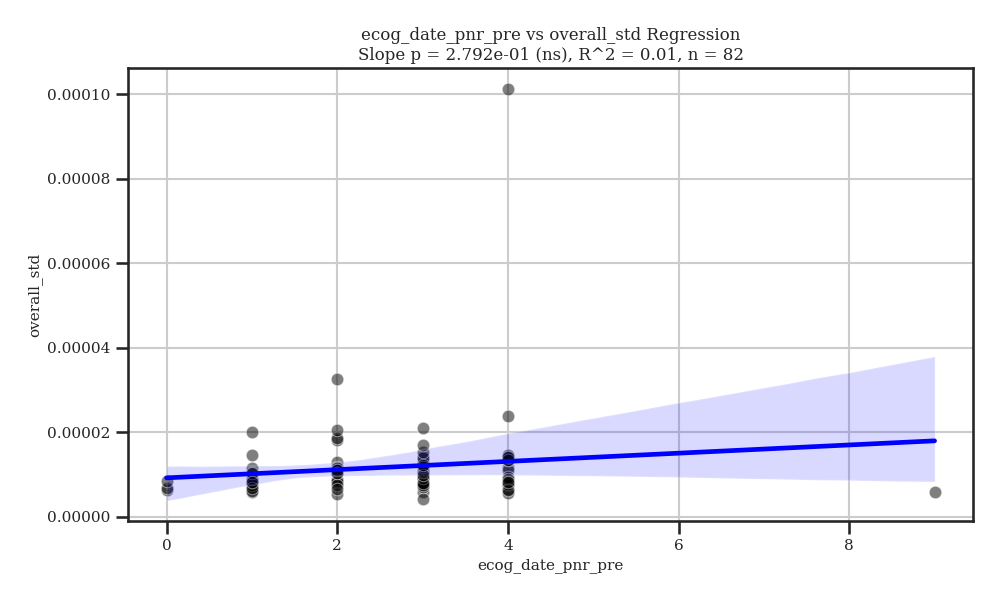 ecog_date_pnr_pre vs overall_std Regression
Slope p = 2.792e-01 (ns), R^2 = 0.01, n = 82
0.00010
0.00008
0.00006
0.00004
0.00002
0.00000
overall_std
0 2 4 6 8
ecog_date_pnr_pre